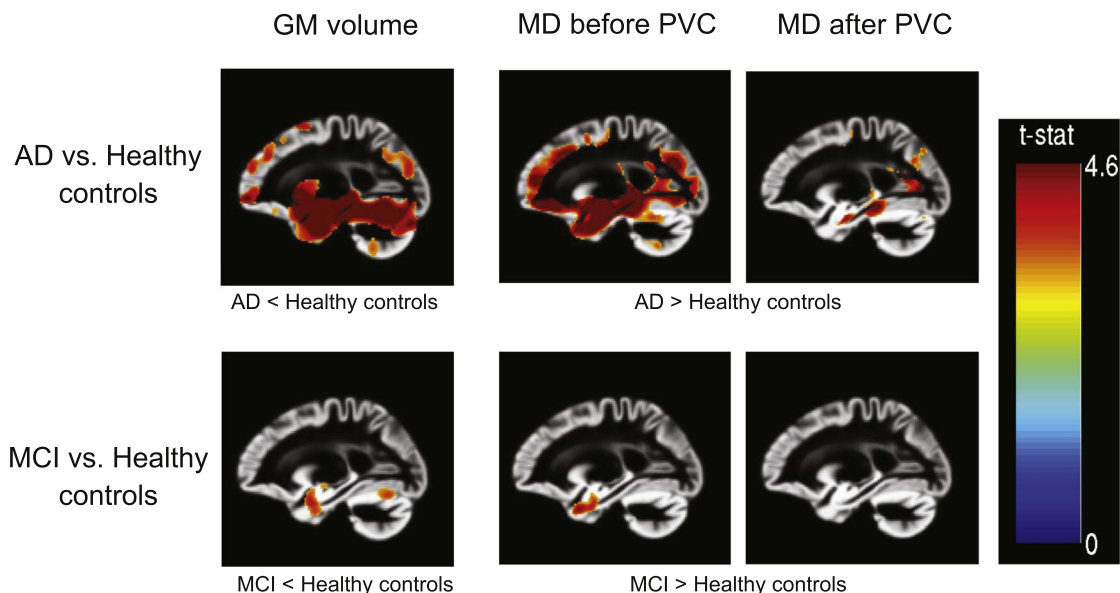 GM volume
MD before PVC
MD after PVC
AD vs. Healthy
controls
t-stat
4.6
0
AD < Healthy controls
AD > Healthy controls
MCI vs. Healthy
controls
MCI < Healthy controls
MCI > Healthy controls